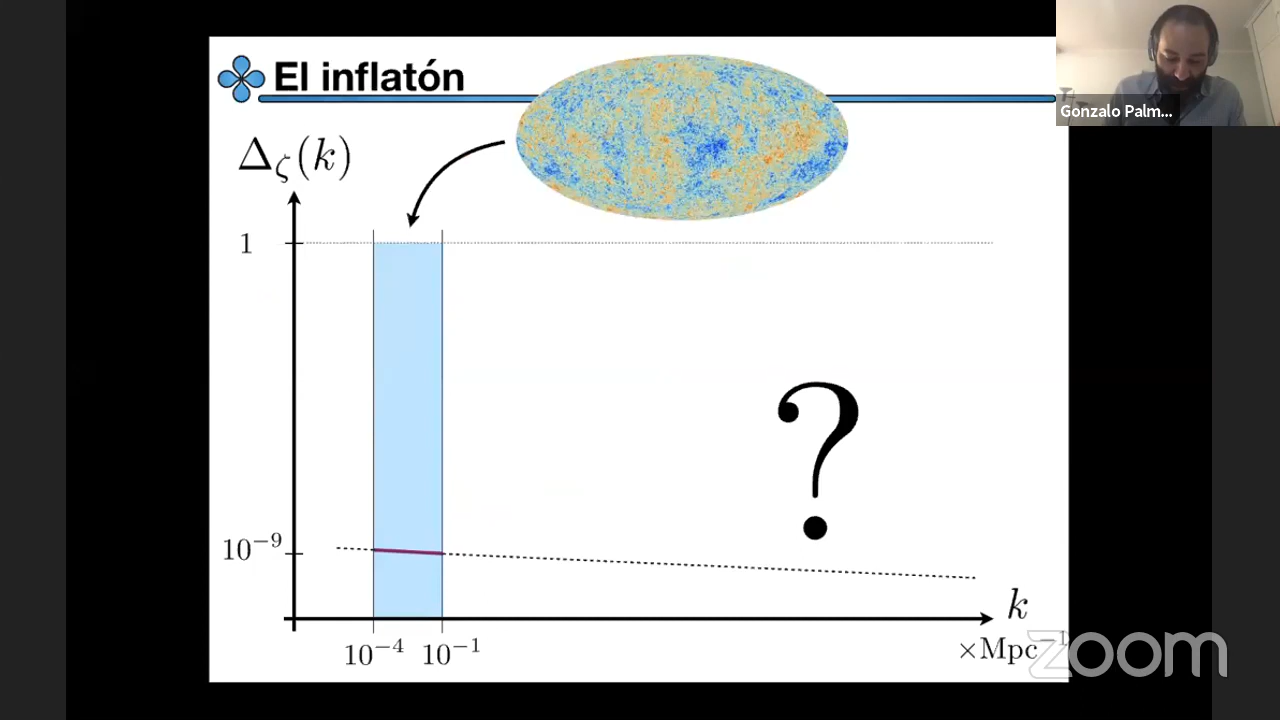 El inflatón
Gonzalo Palm...
Δζ(k)
1
?
10⁻⁹
k
10⁻⁴ 10⁻¹
×Mpc⁻¹
zoom